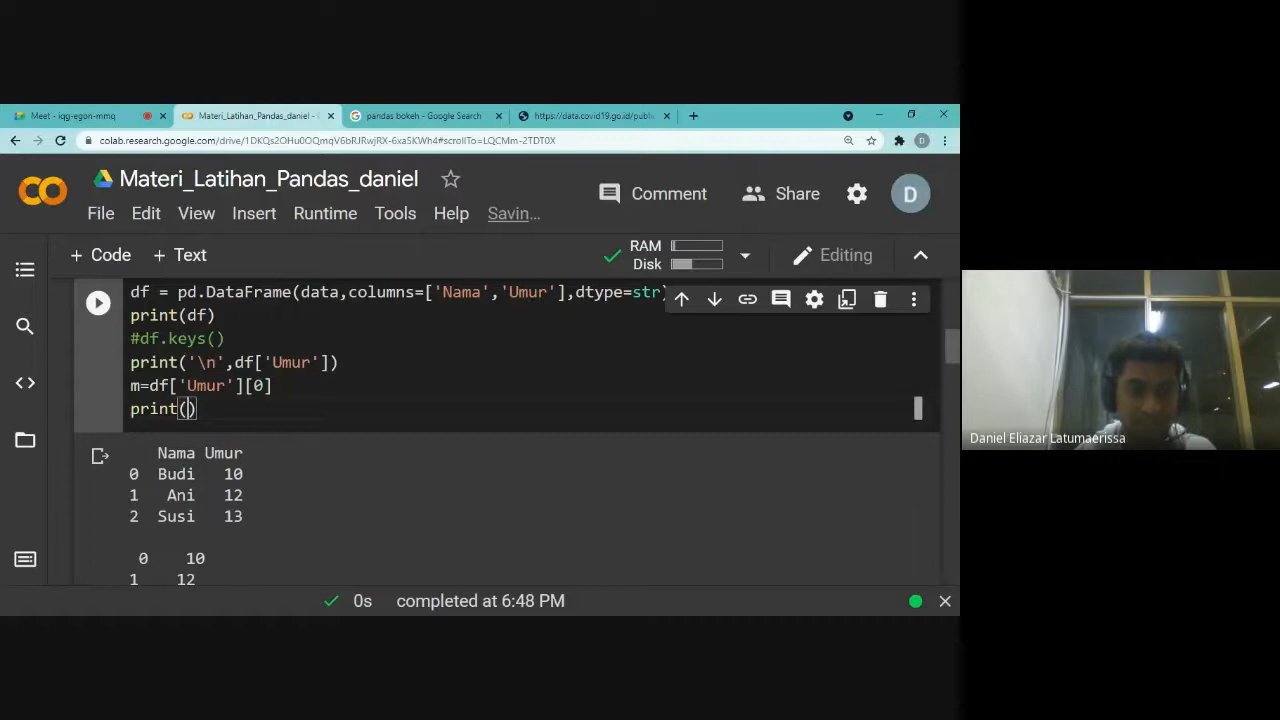 Meet - iqg-egon-mmq
Materi_Latihan_Pandas_daniel -
pandas bokeh - Google Search
https://data.covid19.go.id/publi
colab.research.google.com/drive/1DKQs2OHu0OQmqV6bRJRwjRX-6xa5KWh4#scrollTo=LQCMm-2TDT0X
D
CO
Materi_Latihan_Pandas_daniel
Comment
Share
D
File Edit View Insert Runtime Tools Help Savin...
+ Code + Text
RAM
Disk
Editing
df = pd.DataFrame(data,columns=['Nama','Umur'],dtype=str)
print(df)
#df.keys()
print('\n',df['Umur'])
m=df['Umur'][0]
print()
Nama Umur
0 Budi 10
1 Ani 12
2 Susi 13
0 10
1 12
0s completed at 6:48 PM
Daniel Eliazar Latumaerissa